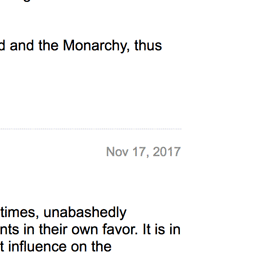 d and the Monarchy, thus
Nov 17, 2017
times, unabashedly
nts in their own favor. It is in
t influence on the